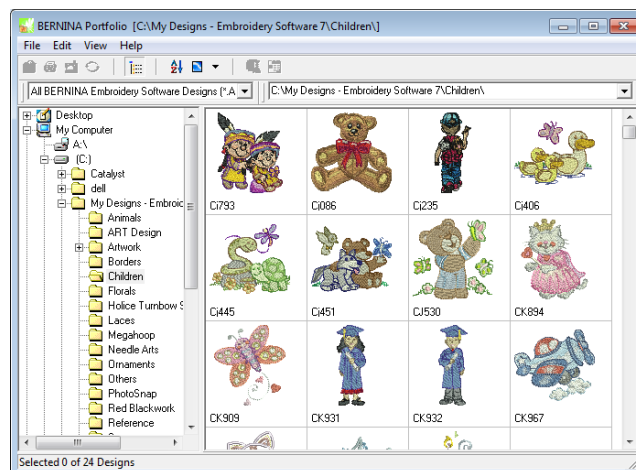 BERNINA Portfolio [C:\My Designs - Embroidery Software 7\Children\]
File Edit View Help
All BERNINA Embroidery Software Designs (*.A
C:\My Designs - Embroidery Software 7\Children\
Desktop
My Computer
A:\
(C:)
Catalyst
dell
My Designs - Embroid
Animals
ART Design
Artwork
Borders
Children
Florals
Holice Turnbow S
Laces
Megahoop
Needle Arts
Ornaments
Others
PhotoSnap
Red Blackwork
Reference
Cj793 Cj086 Cj235 Cj406
Cj445 Cj451 CJ530 CK894
CK909 CK931 CK932 CK967
Selected 0 of 24 Designs